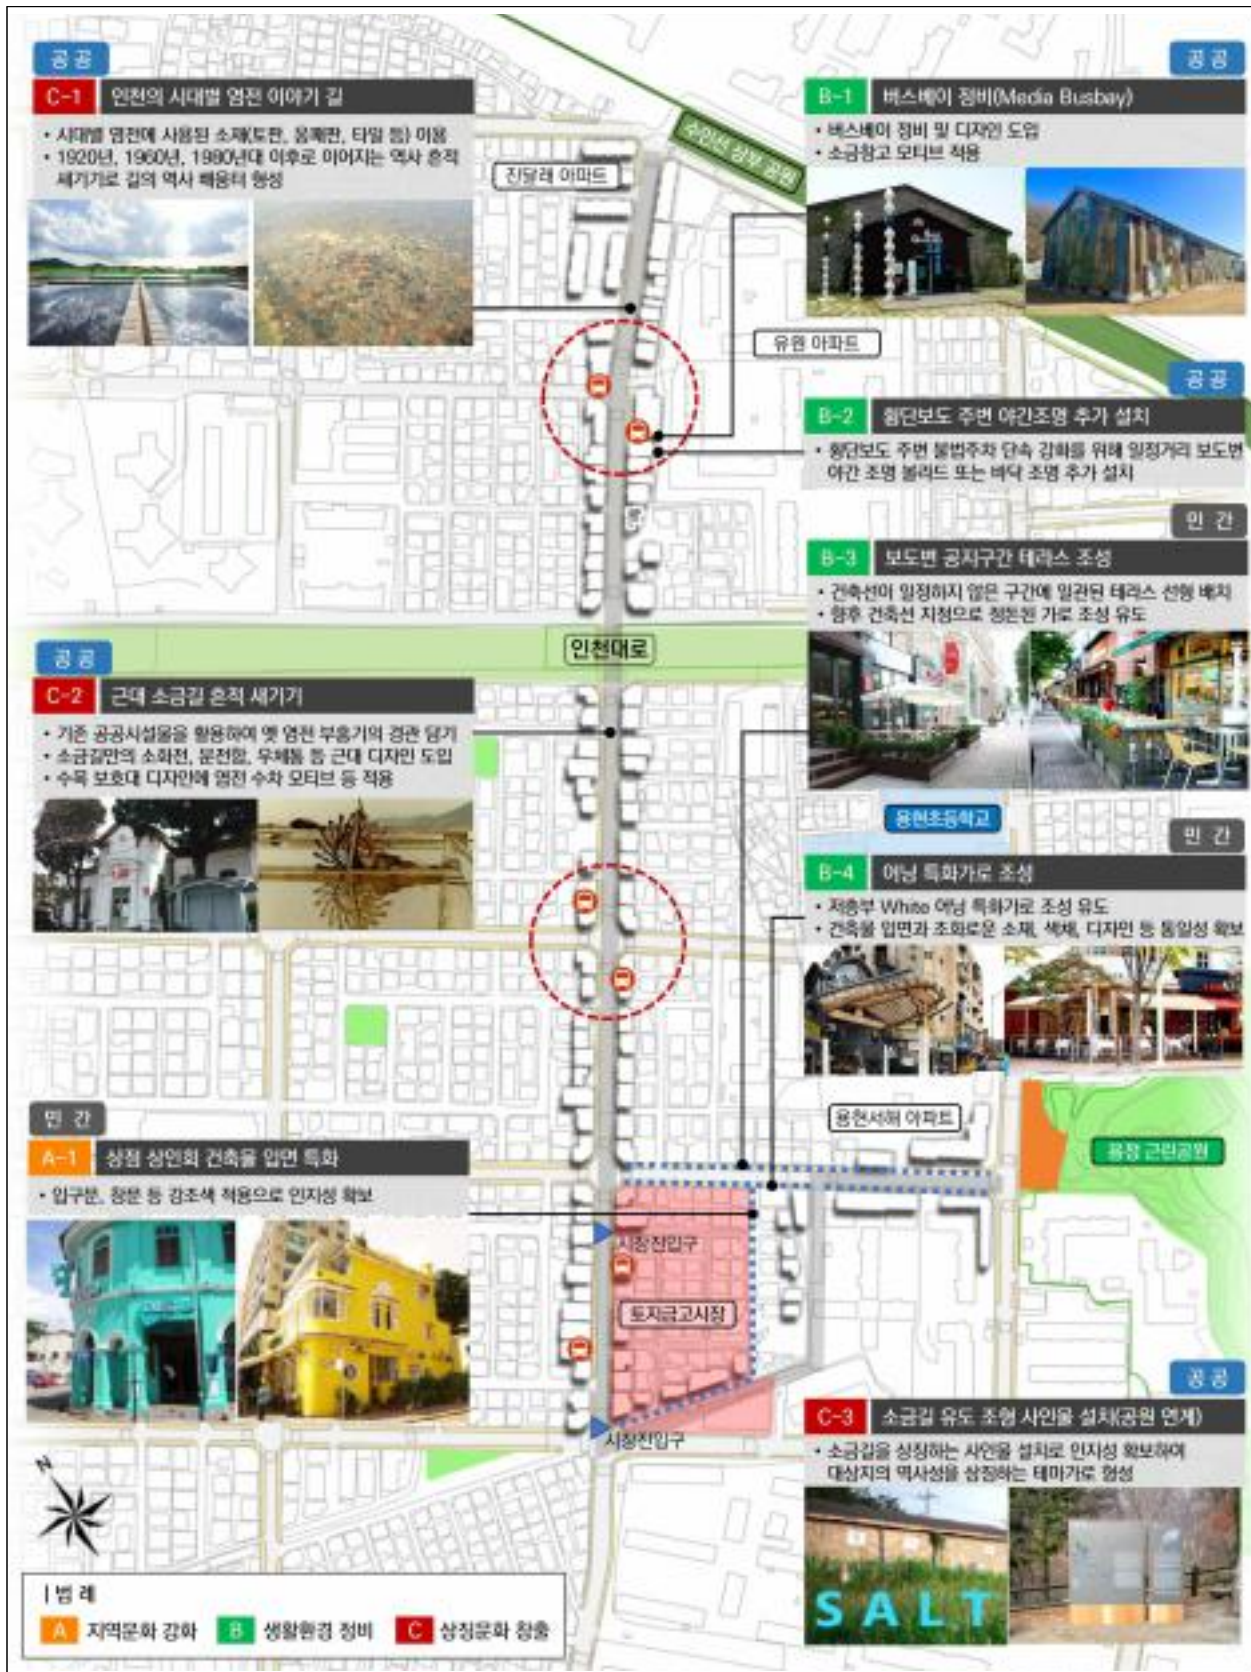 공공
C-1 인천의 시대별 염전 이야기 길
• 시대별 염전에 사용된 소재(토판, 옹패판, 타일 등) 이용
• 1920년, 1960년, 1980년대 이후로 이어지는 역사 흔적
새기기로 길의 역사 배움터 형성
공공
B-1 버스베이 정비(Media Busbay)
• 버스베이 정비 및 디자인 도입
• 소금창고 모티브 적용
수인선 상부 공원
진달래 아파트
유원 아파트
공공
B-2 횡단보도 주변 야간조명 추가 설치
• 횡단보도 주변 불법주차 단속 강화를 위해 일정거리 보도변
야간 조명 볼라드 또는 바닥 조명 추가 설치
민 간
B-3 보도변 공지구간 테라스 조성
• 건축선이 일정하지 않은 구간에 일관된 테라스 선형 배치
• 향후 건축선 지정으로 정돈된 가로 조성 유도
인천대로
공공
C-2 근대 소금길 흔적 새기기
• 기존 공공시설물을 활용하여 옛 염전 부흥기의 경관 담기
• 소금길만의 소화전, 분전함, 우체통 등 근대 디자인 도입
• 수목 보호대 디자인에 염전 수차 모티브 등 적용
용현초등학교
민 간
B-4 어닝 특화가로 조성
• 저층부 White 어닝 특화가로 조성 유도
• 건축물 입면과 조화로운 소재, 색채, 디자인 등 통일성 확보
용현서해 아파트
용정 근린공원
민 간
A-1 상점 상인회 건축물 입면 특화
• 입구문, 창문 등 강조색 적용으로 인지성 확보
시장진입구
토지금고시장
시장진입구
공공
C-3 소금길 유도 조형 사인물 설치(공원 연계)
• 소금길을 상징하는 사인물 설치로 인지성 확보하여
대상지의 역사성을 상징하는 테마가로 형성
SALT
N
| 범 례
A 지역문화 강화 B 생활환경 정비 C 상징문화 창출